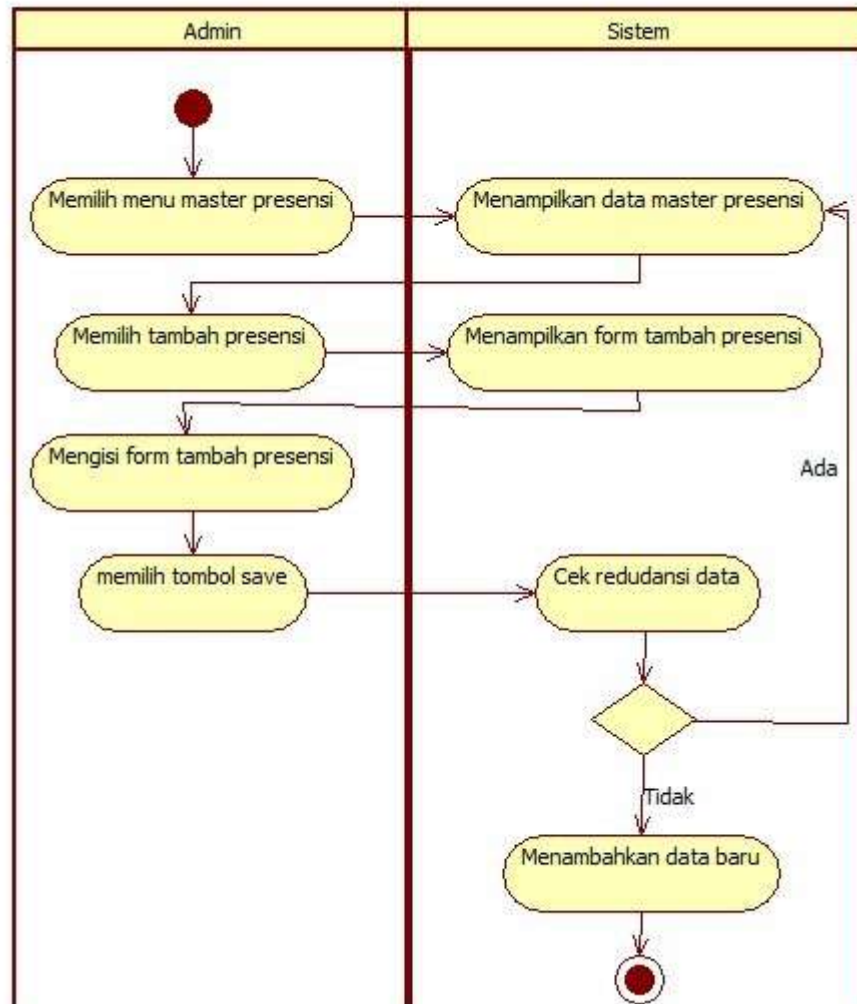 Admin
Sistem
Memilih menu master presensi
Menampilkan data master presensi
Memilih tambah presensi
Menampilkan form tambah presensi
Mengisi form tambah presensi
Ada
memilih tombol save
Cek redudansi data
Tidak
Menambahkan data baru